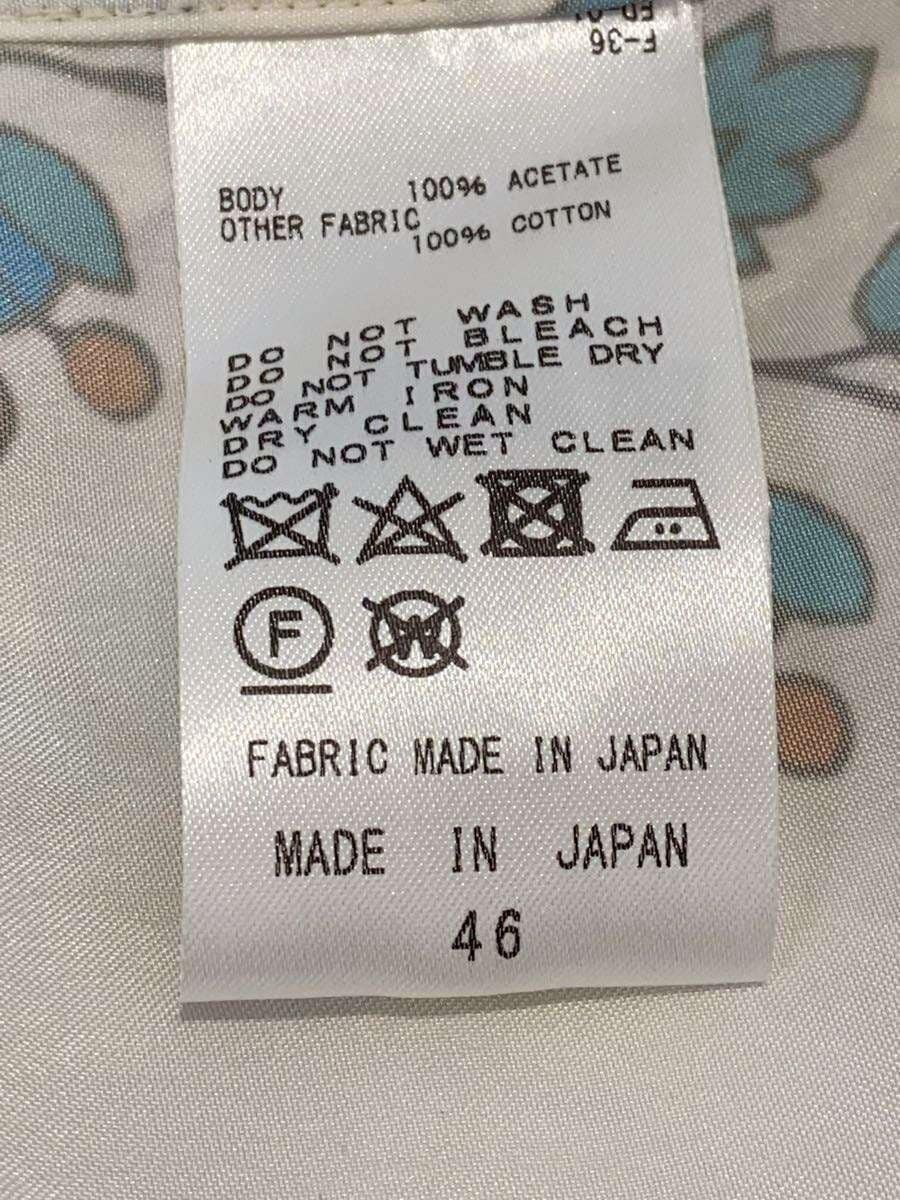 F-36
BODY 100% ACETATE
OTHER FABRIC 100% COTTON
DO NOT WASH
DO NOT BLEACH
DO NOT TUMBLE DRY
WARM IRON
DRY CLEAN
DO NOT WET CLEAN
F W
FABRIC MADE IN JAPAN
MADE IN JAPAN
46